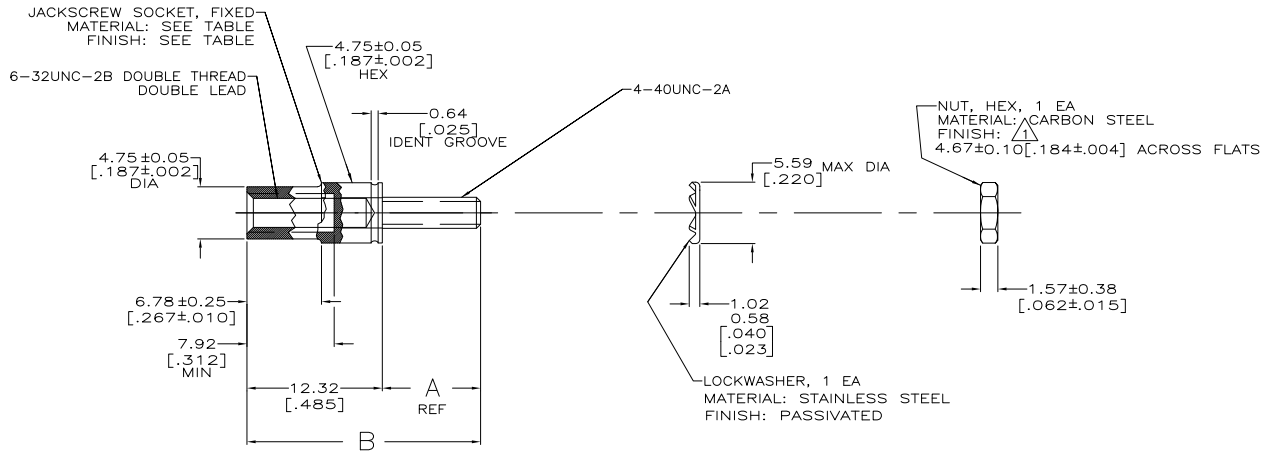 JACKSCREW SOCKET, FIXED
MATERIAL: SEE TABLE
FINISH: SEE TABLE
6-32UNC-2B DOUBLE THREAD
DOUBLE LEAD
4.75±0.05
[.187±.002]
HEX
0.64
[.025]
IDENT GROOVE
4-40UNC-2A
4.75±0.05
[.187±.002]
DIA
6.78±0.25
[.267±.010]
7.92
[.312]
MIN
12.32
[.485]
A
REF
B
5.59 MAX DIA
[.220]
1.02
0.58
[.040]
[.023]
LOCKWASHER, 1 EA
MATERIAL: STAINLESS STEEL
FINISH: PASSIVATED
NUT, HEX, 1 EA
MATERIAL: CARBON STEEL
FINISH: 1
4.67±0.10[.184±.004] ACROSS FLATS
1.57±0.38
[.062±.015]